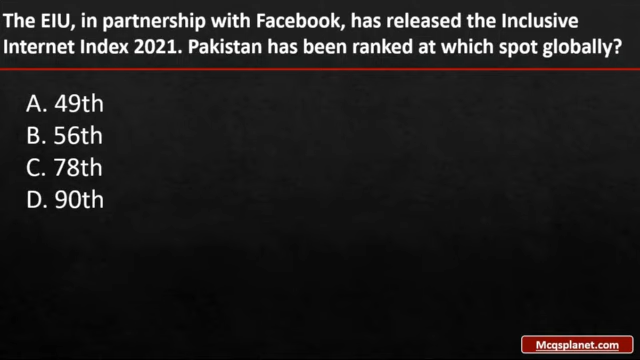 The EIU, in partnership with Facebook, has released the Inclusive
Internet Index 2021. Pakistan has been ranked at which spot globally?
A. 49th
B. 56th
C. 78th
D. 90th
Mcqsplanet.com